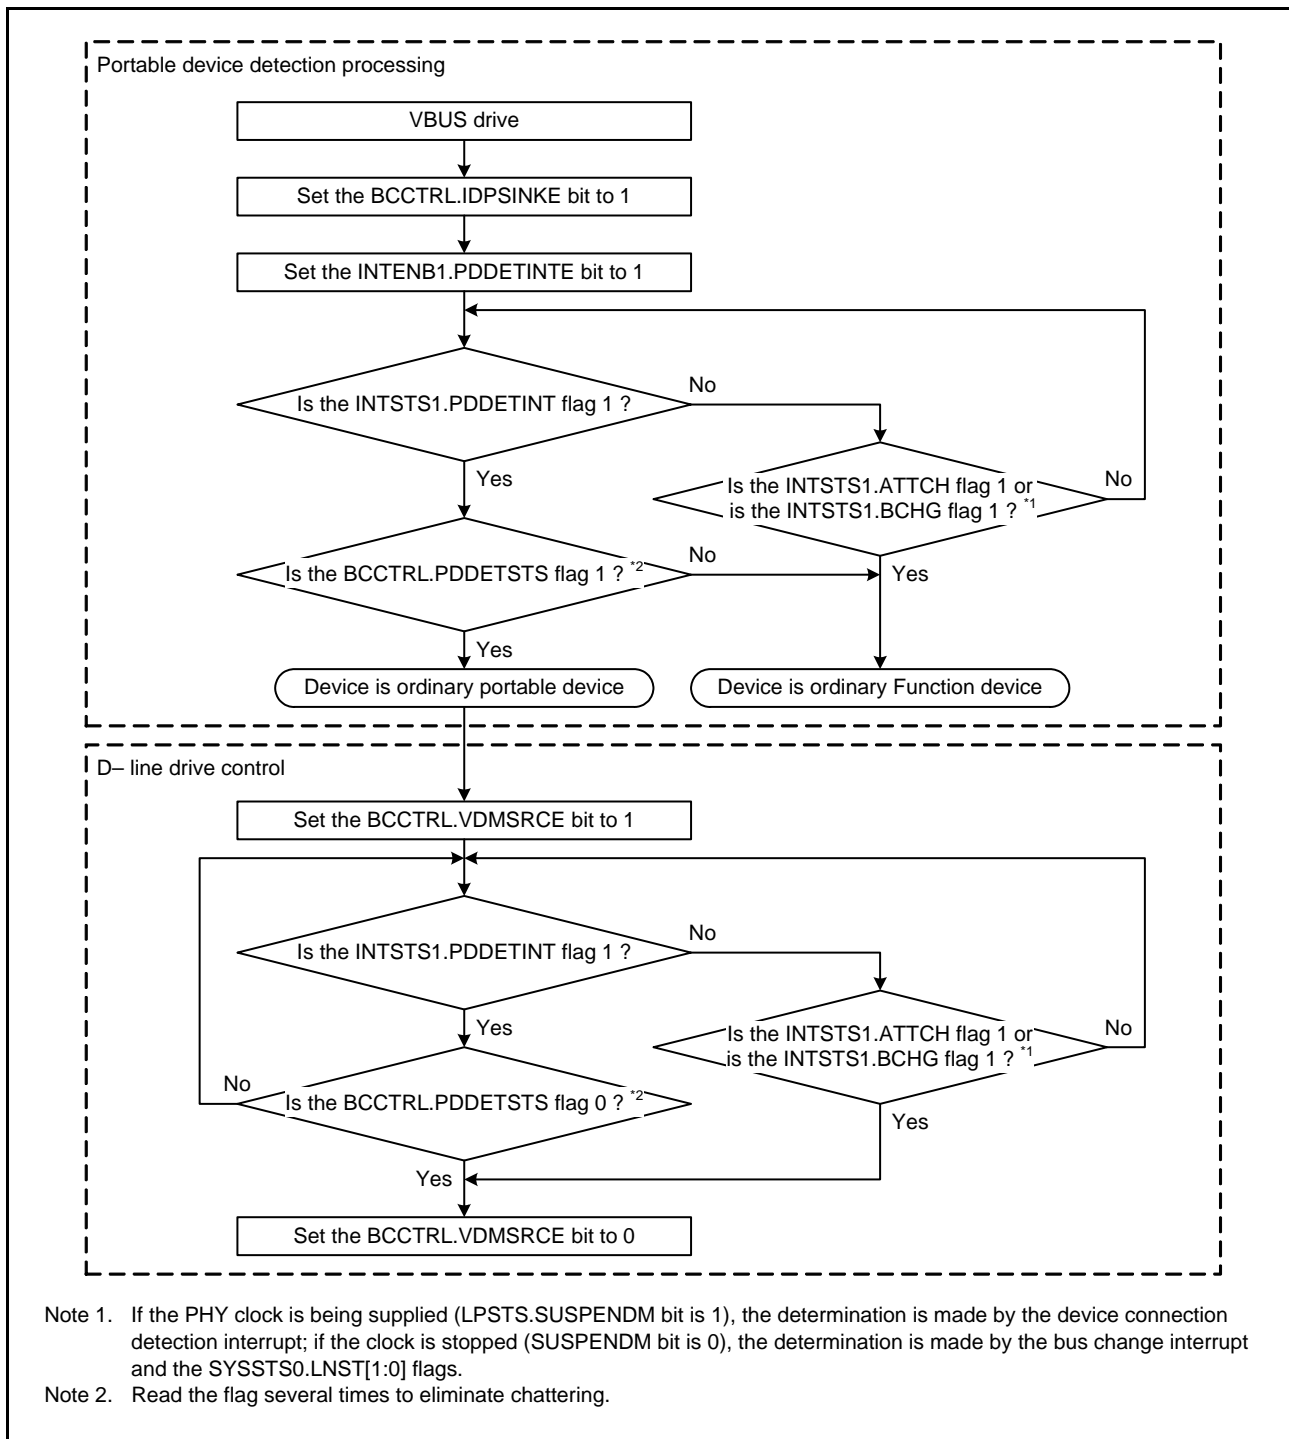 Portable device detection processing
VBUS drive
Set the BCCTRL.IDPSINKE bit to 1
Set the INTENB1.PDDETINTE bit to 1
Is the INTSTS1.PDDETINT flag 1 ?
No
Yes
Is the INTSTS1.ATTCH flag 1 or
is the INTSTS1.BCHG flag 1 ? *1
No
Is the BCCTRL.PDDETSTS flag 1 ? *2
No
Yes
Yes
Device is ordinary portable device
Device is ordinary Function device
D– line drive control
Set the BCCTRL.VDMSRCE bit to 1
Is the INTSTS1.PDDETINT flag 1 ?
No
Yes
Is the INTSTS1.ATTCH flag 1 or
is the INTSTS1.BCHG flag 1 ? *1
No
No
Is the BCCTRL.PDDETSTS flag 0 ? *2
Yes
Yes
Set the BCCTRL.VDMSRCE bit to 0
Note 1. If the PHY clock is being supplied (LPSTS.SUSPENDM bit is 1), the determination is made by the device connection
detection interrupt; if the clock is stopped (SUSPENDM bit is 0), the determination is made by the bus change interrupt
and the SYSSTS0.LNST[1:0] flags.
Note 2. Read the flag several times to eliminate chattering.